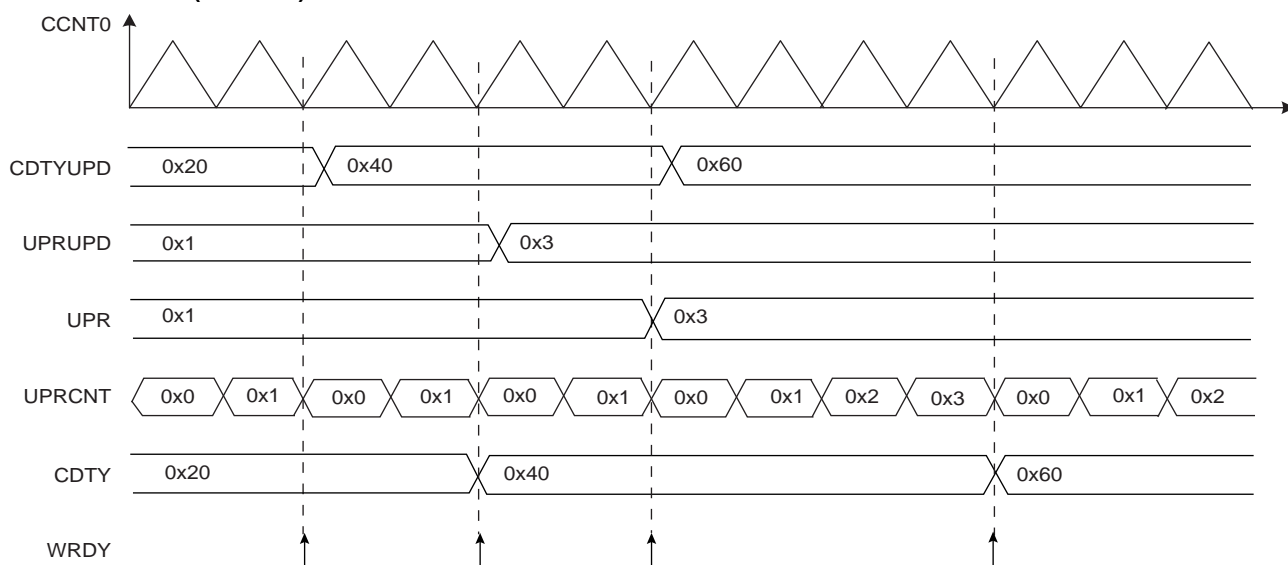 CCNT0
CDTYUPD 0x20 0x40 0x60
UPRUPD 0x1 0x3
UPR 0x1 0x3
UPRCNT 0x0 0x1 0x0 0x1 0x0 0x1 0x0 0x1 0x2 0x3 0x0 0x1 0x2
CDTY 0x20 0x40 0x60
WRDY